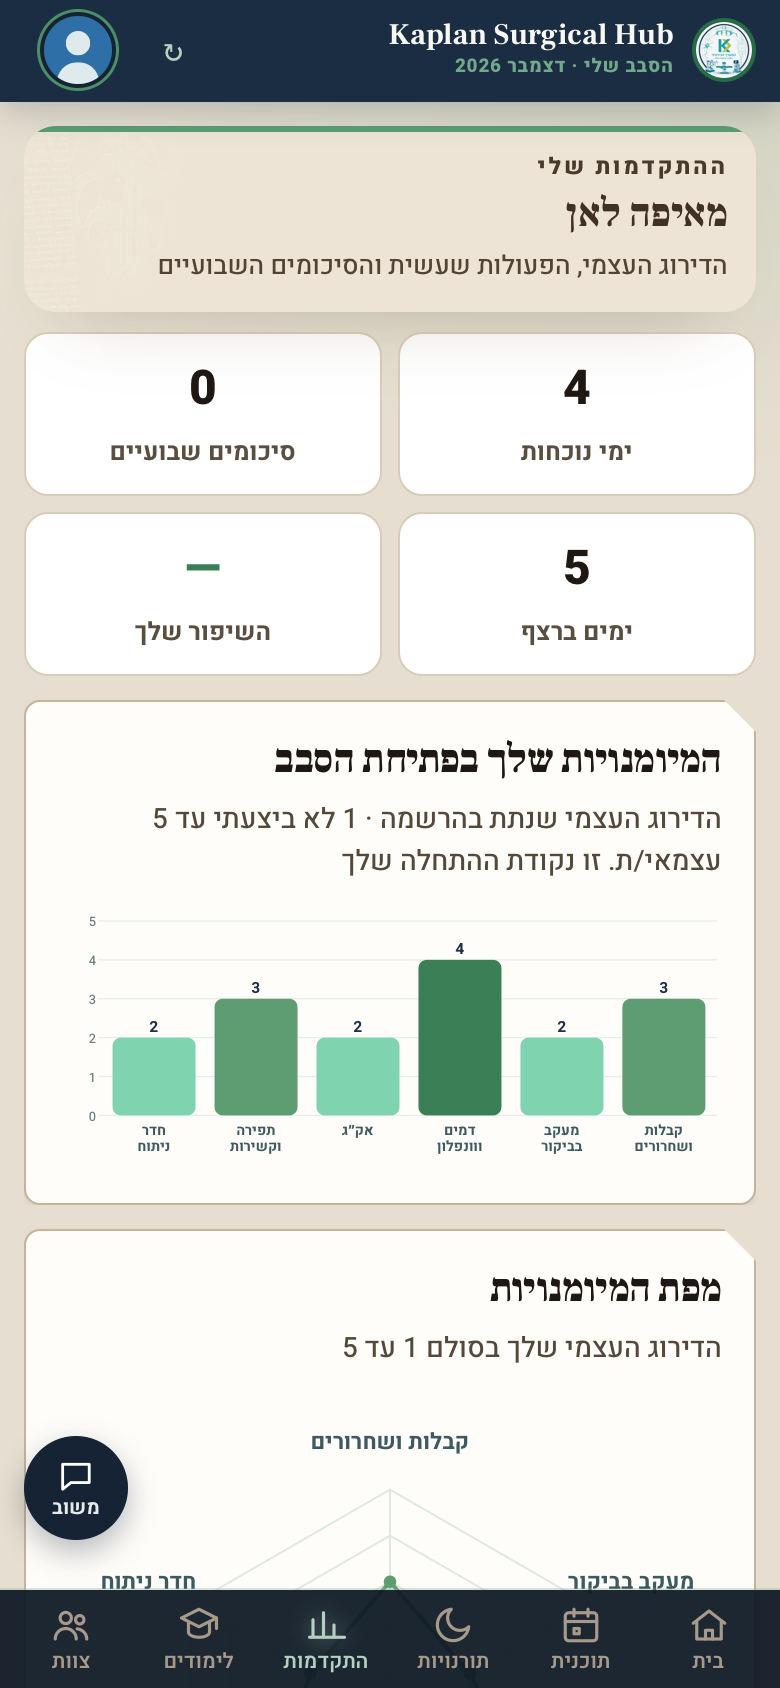 Kaplan Surgical Hub
הסבב שלי · דצמבר 2026
↻
ההתקדמות שלי
מאיפה לאן
הדירוג העצמי, הפעולות שעשית והסיכומים השבועיים
4
ימי נוכחות
0
סיכומים שבועיים
5
ימים ברצף
—
השיפור שלך
המיומנויות שלך בפתיחת הסבב
הדירוג העצמי שנתת בהרשמה · 1 לא ביצעתי עד 5
עצמאי/ת. זו נקודת ההתחלה שלך
5
4
3
2
1
0
3
2
4
2
3
2
קבלות ושחרורים
מעקב בביקור
דמים ווונפלון
אק״ג
תפירה וקשירות
חדר ניתוח
מפת המיומנויות
הדירוג העצמי שלך בסולם 1 עד 5
קבלות ושחרורים
מעקב בביקור
חדר ניתוח
משוב
בית
תוכנית
תורנויות
התקדמות
לימודים
צוות